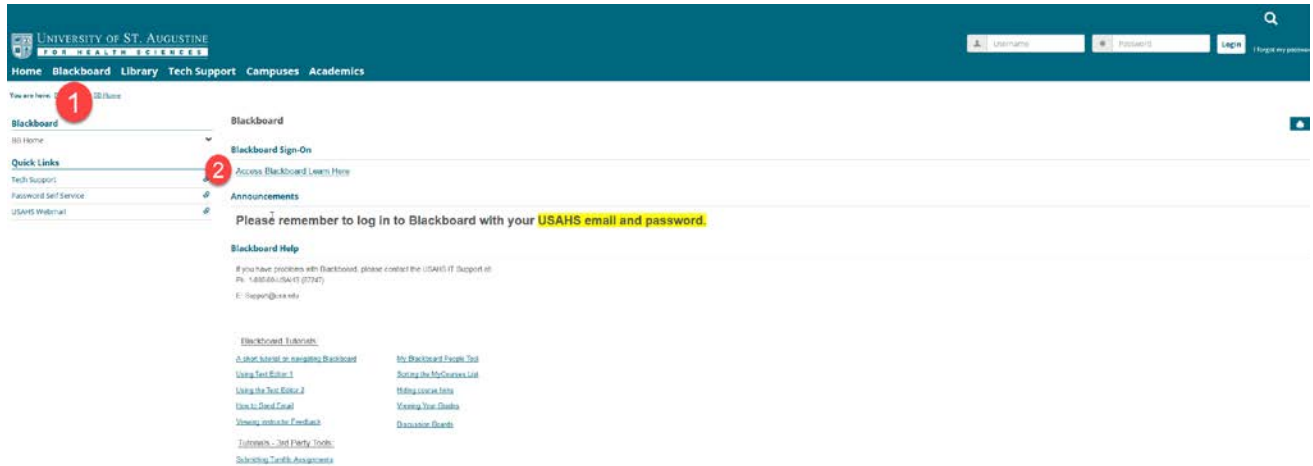 UNIVERSITY OF ST. AUGUSTINE
FOR HEALTH SCIENCES
Username
Password
Login
I forgot my
Home Blackboard Library Tech Support Campuses Academics
You are here: BB Home
1
Blackboard
BB Home
Quick Links
Tech Support
Password Self Service
USAHS Webmail
Blackboard
Blackboard Sign-On
2
Access Blackboard Learn Here
Announcements
Please remember to log in to Blackboard with your USAHS email and password.
Blackboard Help
If you have problems with Blackboard, please contact the USAHS IT Support at:
Ph:
E:
Blackboard Tutorials:
A short tutorial on navigating Blackboard
My Blackboard People Tool
Using Text Editor 1
Sorting the MyCourses List
Using the Text Editor 2
Hiding course links
How to Send Email
Viewing Your Grades
Viewing Instructor Feedback
Discussion Boards
Tutorials - 3rd Party Tools:
Submitting TurnItIn Assignments